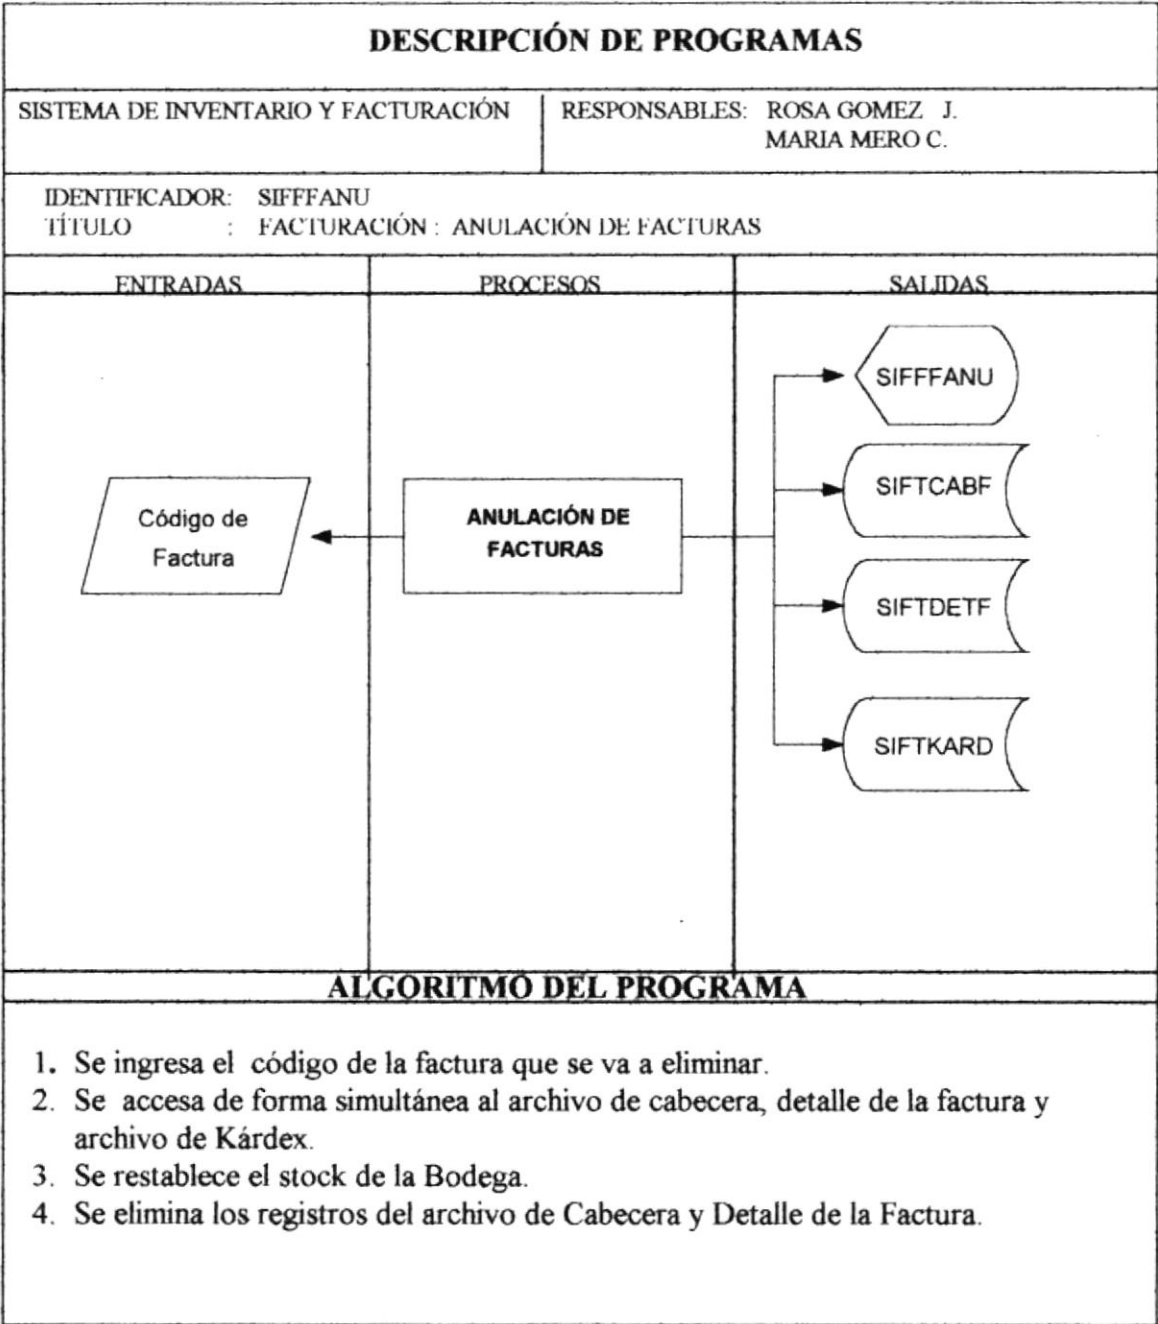 DESCRIPCIÓN DE PROGRAMAS
SISTEMA DE INVENTARIO Y FACTURACIÓN
RESPONSABLES: ROSA GOMEZ J.
MARIA MERO C.
IDENTIFICADOR: SIFFFANU
TÍTULO : FACTURACIÓN : ANULACIÓN DE FACTURAS
ENTRADAS PROCESOS SALIDAS
SIFFFANU
SIFTCABF
Código de
Factura
ANULACIÓN DE
FACTURAS
SIFTDETF
SIFTKARD
ALGORITMO DEL PROGRAMA
1. Se ingresa el código de la factura que se va a eliminar.
2. Se accesa de forma simultánea al archivo de cabecera, detalle de la factura y
archivo de Kárdex.
3. Se restablece el stock de la Bodega.
4. Se elimina los registros del archivo de Cabecera y Detalle de la Factura.